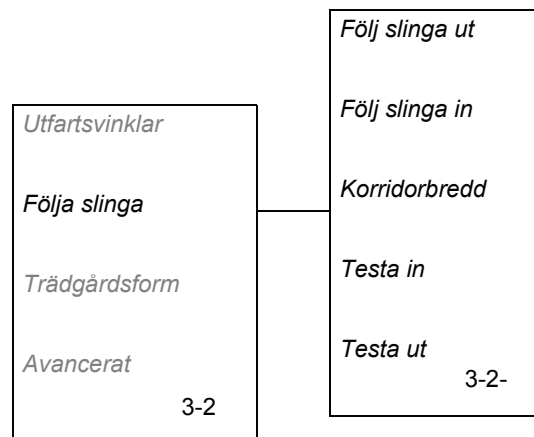 Utfartsvinklar
Följa slinga
Trädgårdsform
Avancerat
3-2
Följ slinga ut
Följ slinga in
Korridorbredd
Testa in
Testa ut
3-2-